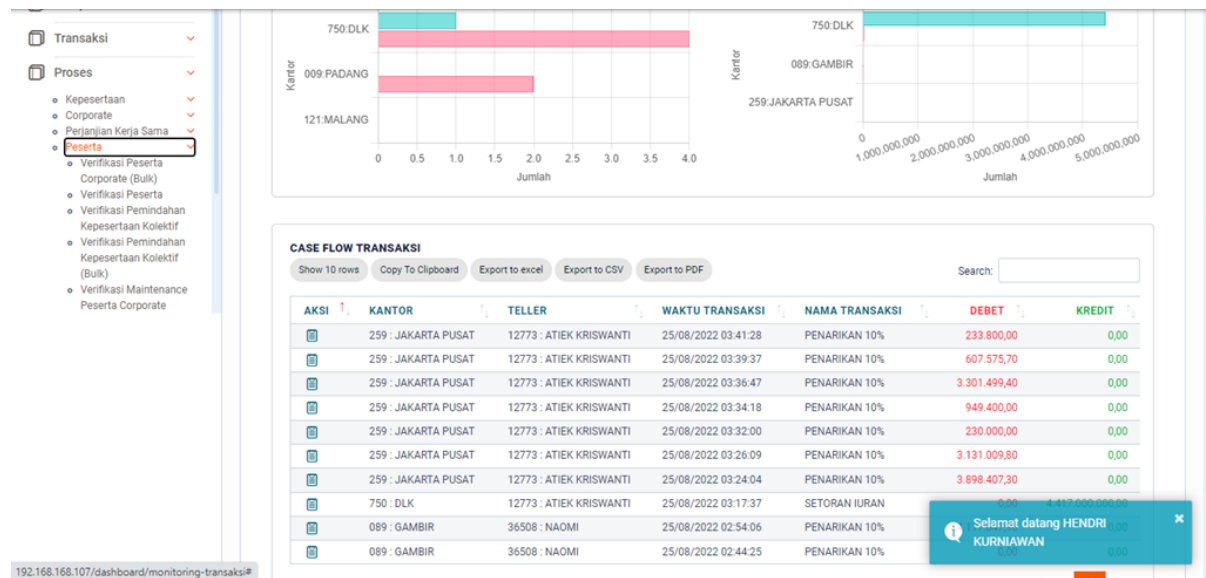 Transaksi
Proses
Kepesertaan
Corporate
Perjanjian Kerja Sama
Peserta
Verifikasi Peserta
Corporate (Bulk)
Verifikasi Peserta
Verifikasi Pemindahan
Kepesertaan Kolektif
Verifikasi Pemindahan
Kepesertaan Kolektif
(Bulk)
Verifikasi Maintenance
Peserta Corporate
Kantor
750:DLK
009:PADANG
121:MALANG
0 0.5 1.0 1.5 2.0 2.5 3.0 3.5 4.0
Jumlah
Kantor
750:DLK
089:GAMBIR
259:JAKARTA PUSAT
0 1,000,000,000 2,000,000,000 3,000,000,000 4,000,000,000 5,000,000,000
Jumlah
CASE FLOW TRANSAKSI
Show 10 rows Copy To Clipboard Export to excel Export to CSV Export to PDF Search:
AKSI KANTOR TELLER WAKTU TRANSAKSI NAMA TRANSAKSI DEBET KREDIT
259 : JAKARTA PUSAT 12773 : ATIEK KRISWANTI 25/08/2022 03:41:28 PENARIKAN 10% 233.800,00 0,00
259 : JAKARTA PUSAT 12773 : ATIEK KRISWANTI 25/08/2022 03:39:37 PENARIKAN 10% 607.575,70 0,00
259 : JAKARTA PUSAT 12773 : ATIEK KRISWANTI 25/08/2022 03:36:47 PENARIKAN 10% 3.301.499,40 0,00
259 : JAKARTA PUSAT 12773 : ATIEK KRISWANTI 25/08/2022 03:34:18 PENARIKAN 10% 949.400,00 0,00
259 : JAKARTA PUSAT 12773 : ATIEK KRISWANTI 25/08/2022 03:32:00 PENARIKAN 10% 230.000,00 0,00
259 : JAKARTA PUSAT 12773 : ATIEK KRISWANTI 25/08/2022 03:26:09 PENARIKAN 10% 3.131.009,80 0,00
259 : JAKARTA PUSAT 12773 : ATIEK KRISWANTI 25/08/2022 03:24:04 PENARIKAN 10% 3.898.407,30 0,00
750 : DLK 12773 : ATIEK KRISWANTI 25/08/2022 03:17:37 SETORAN IURAN 0,00 4.417.000.000,00
089 : GAMBIR 36508 : NAOMI 25/08/2022 02:54:06 PENARIKAN 10% 0,00
089 : GAMBIR 36508 : NAOMI 25/08/2022 02:44:25 PENARIKAN 10% 0,00 0,00
Selamat datang HENDRI
KURNIAWAN
192.168.168.107/dashboard/monitoring-transaksi#